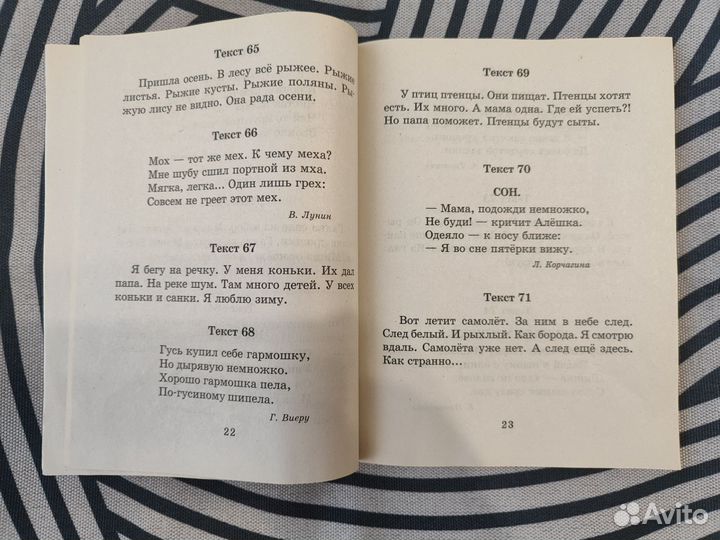 Текст 65
Пришла осень. В лесу всё рыжее. Рыжие
листья. Рыжие кусты. Рыжие поляны. Ры-
жую лису не видно. Она рада осени.
Текст 66
Мох — тот же мех. К чему меха?
Мне шубу сшил портной из мха.
Мягка, легка... Один лишь грех:
Совсем не греет этот мех.
В. Лунин
Текст 67
Я бегу на речку. У меня коньки. Их дал
папа. На реке шум. Там много детей. У всех
коньки и санки. Я люблю зиму.
Текст 68
Гусь купил себе гармошку,
Но дырявую немножко.
Хорошо гармошка пела,
По-гусиному шипела.
Г. Виеру
22
Текст 69
У птиц птенцы. Они пищат. Птенцы хотят
есть. Их много. А мама одна. Где ей успеть?!
Но папа поможет. Птенцы будут сыты.
Текст 70
СОН.
— Мама, подожди немножко,
Не буди! — кричит Алёшка.
Одеяло — к носу ближе:
— Я во сне пятёрки вижу.
Л. Корчагина
Текст 71
Вот летит самолёт. За ним в небе след.
След белый. И рыхлый. Как борода. Я смотрю
вдаль. Самолёта уже нет. А след ещё здесь.
Как странно...
23
Avito